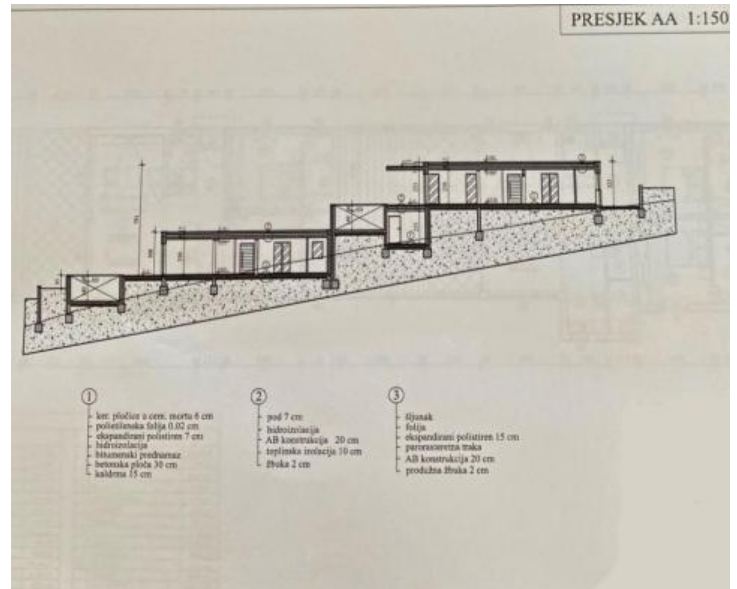 PRESJEK AA 1:150
1
ker. pločice u cem. mortu 6 cm
polietilenska folija 0.02 cm
ekspandirani polistiren 7 cm
hidroizolacija
bitumenski prednamaz
betonska ploča 30 cm
kaldrma 15 cm
2
pod 7 cm
hidroizolacija
AB konstrukcija 20 cm
toplinska izolacija 10 cm
žbuka 2 cm
3
šljunak
folija
ekspandirani polistiren 15 cm
parorasteretna traka
AB konstrukcija 20 cm
produžna žbuka 2 cm